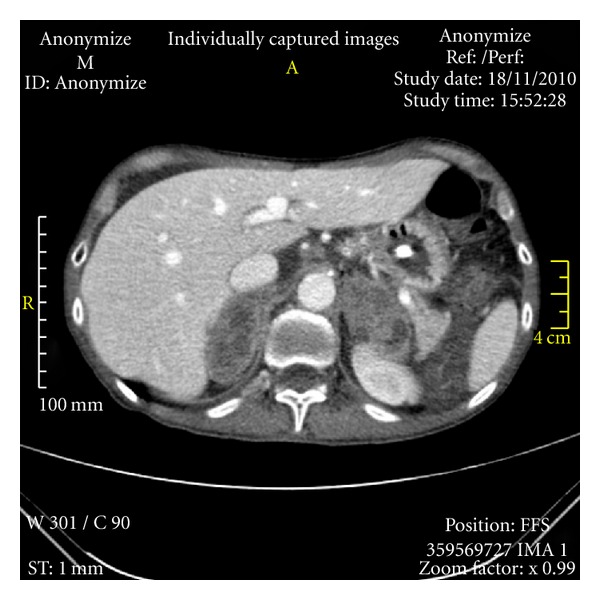 Anonymize
M
ID: Anonymize
Individually captured images
A
Anonymize
Ref: /Perf:
Study date: 18/11/2010
Study time: 15:52:28
R
100 mm
4 cm
W 301 / C 90
ST: 1 mm
Position: FFS
359569727 IMA 1
Zoom factor: x 0.99